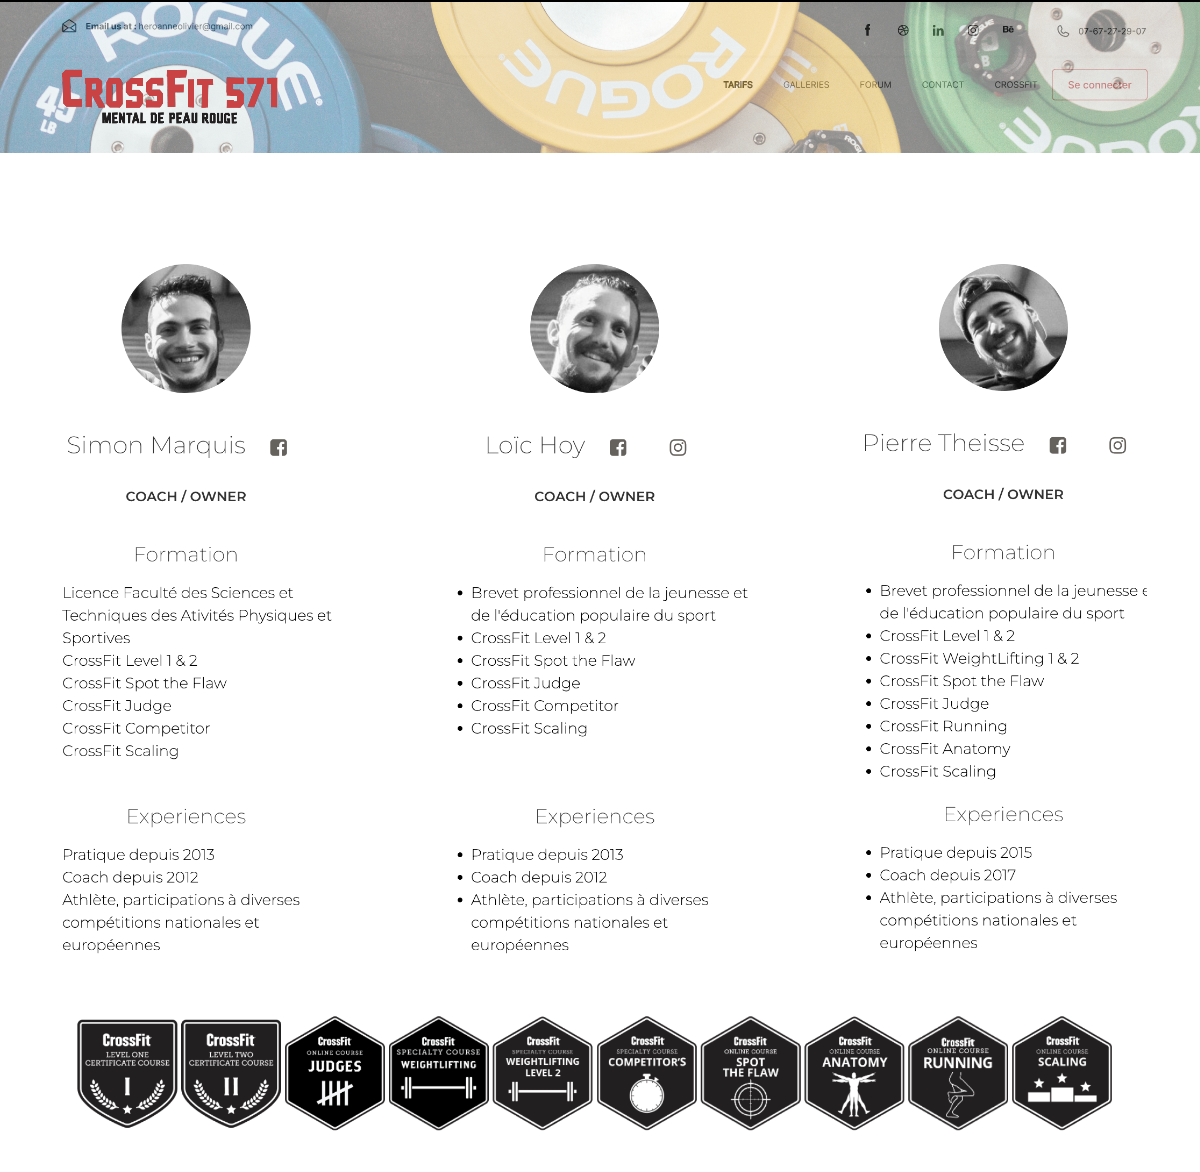 Email us at : heroanneolivier@gmail.com
07-67-27-29-07
ROGUE
45
LB
ROGUE
ROGUE
CROSSFIT 571
MENTAL DE PEAU ROUGE
TARIFS GALLERIES FORUM CONTACT CROSSFIT Se connecter
Simon Marquis
COACH / OWNER
Formation
Licence Faculté des Sciences et
Techniques des Ativités Physiques et
Sportives
CrossFit Level 1 & 2
CrossFit Spot the Flaw
CrossFit Judge
CrossFit Competitor
CrossFit Scaling
Experiences
Pratique depuis 2013
Coach depuis 2012
Athlète, participations à diverses
compétitions nationales et
européennes
Loïc Hoy
COACH / OWNER
Formation
Brevet professionnel de la jeunesse et
de l'éducation populaire du sport
CrossFit Level 1 & 2
CrossFit Spot the Flaw
CrossFit Judge
CrossFit Competitor
CrossFit Scaling
Experiences
Pratique depuis 2013
Coach depuis 2012
Athlète, participations à diverses
compétitions nationales et
européennes
Pierre Theisse
COACH / OWNER
Formation
Brevet professionnel de la jeunesse
de l'éducation populaire du sport
CrossFit Level 1 & 2
CrossFit WeightLifting 1 & 2
CrossFit Spot the Flaw
CrossFit Judge
CrossFit Running
CrossFit Anatomy
CrossFit Scaling
Experiences
Pratique depuis 2015
Coach depuis 2017
Athlète, participations à diverses
compétitions nationales et
européennes
CrossFit
LEVEL ONE
CERTIFICATE COURSE
I
CrossFit
LEVEL TWO
CERTIFICATE COURSE
II
CrossFit
ONLINE COURSE
JUDGES
CrossFit
SPECIALTY COURSE
WEIGHTLIFTING
CrossFit
SPECIALTY COURSE
WEIGHTLIFTING
LEVEL 2
CrossFit
SPECIALTY COURSE
COMPETITOR'S
CrossFit
ONLINE COURSE
SPOT
THE FLAW
CrossFit
ONLINE COURSE
ANATOMY
CrossFit
ONLINE COURSE
RUNNING
CrossFit
ONLINE COURSE
SCALING